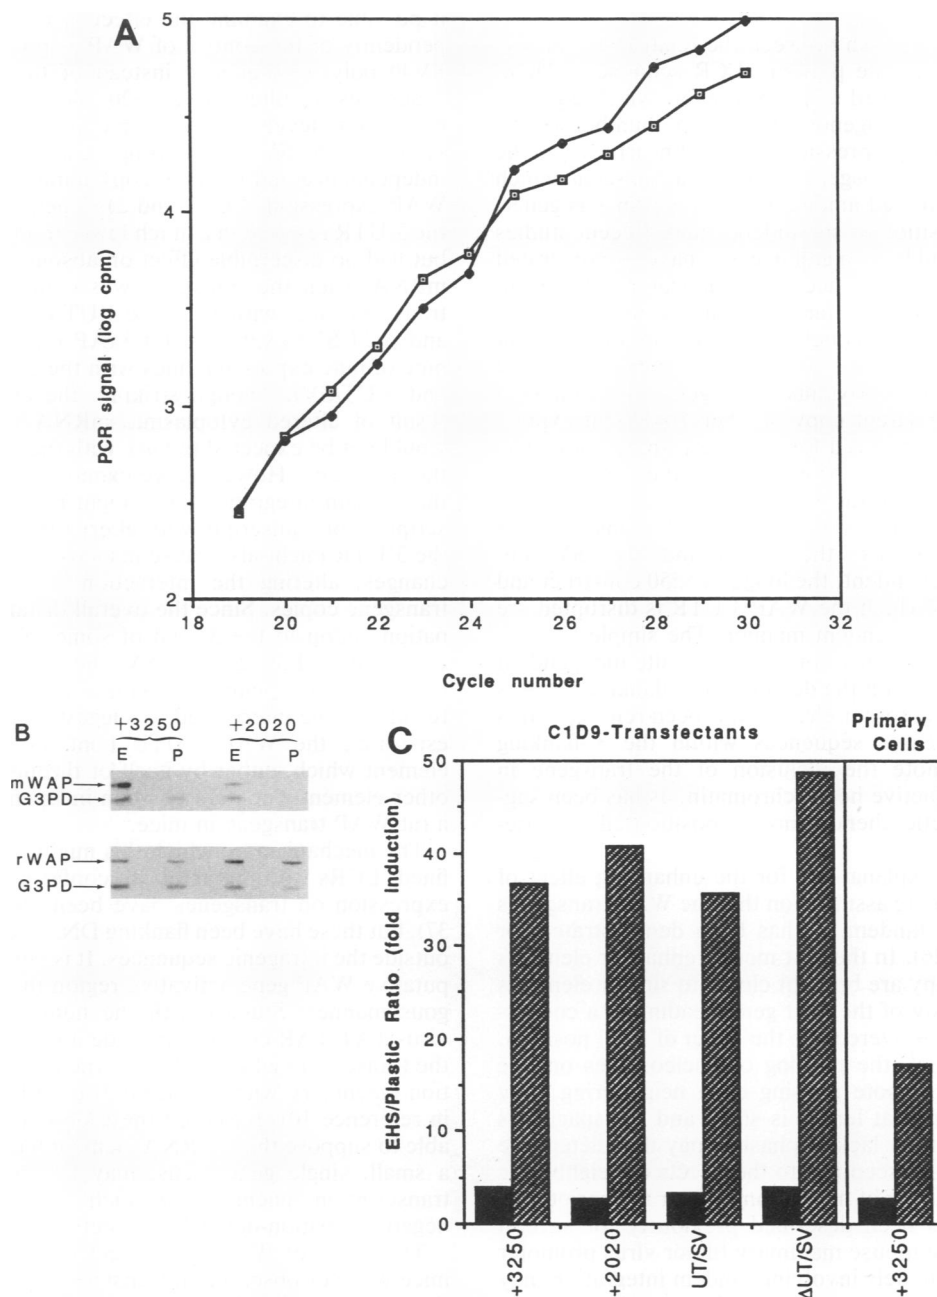 A
5
4
3
2
PCR signal (log cpm)
18 20 22 24 26 28 30 32
Cycle number
B
+3250 +2020
E P E P
mWAP
G3PD
rWAP
G3PD
C
C1D9-Transfectants
Primary
Cells
EHS/Plastic Ratio (fold Induction)
50
40
30
20
10
0
+3250
+2020
UT/SV
ΔUT/SV
+3250